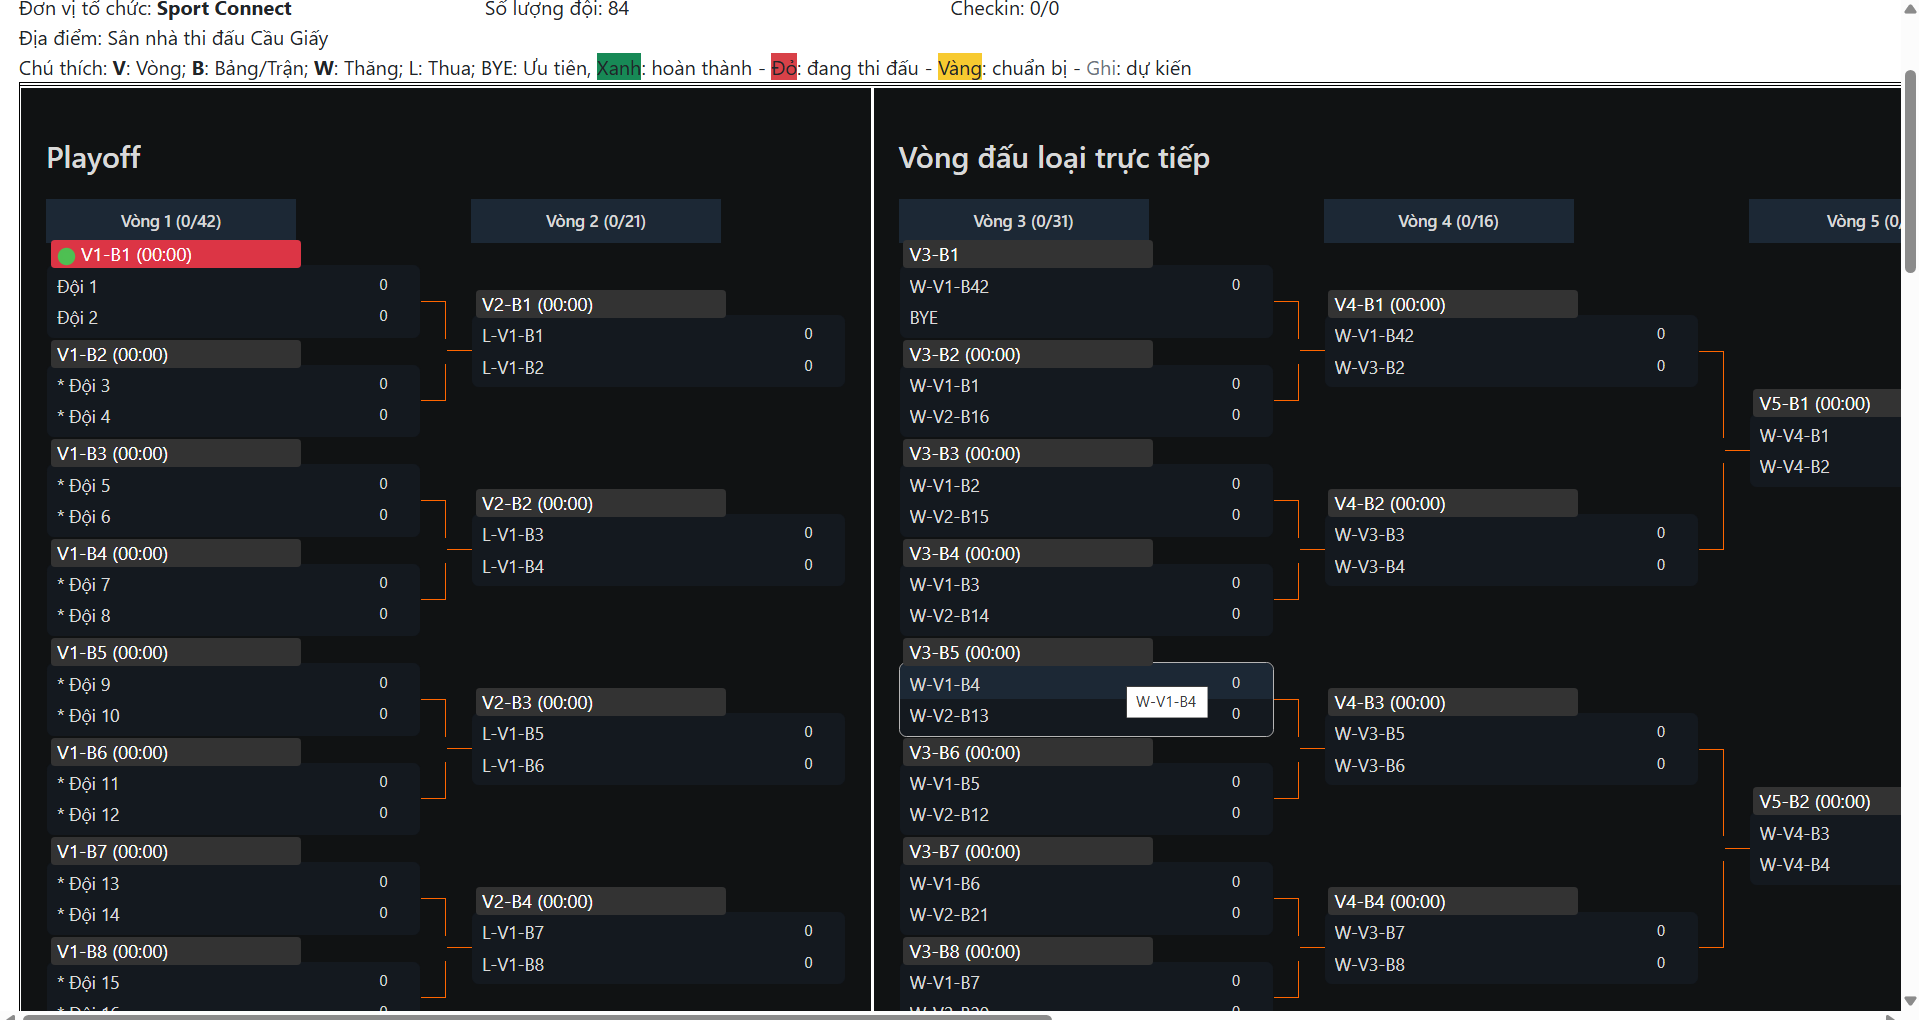 Đơn vị tổ chức: Sport Connect
Số lượng đội: 84
Checkin: 0/0
Địa điểm: Sân nhà thi đấu Cầu Giấy
Chú thích: V: Vòng; B: Bảng/Trận; W: Thăng; L: Thua; BYE: Ưu tiên, Xanh: hoàn thành - Đỏ: đang thi đấu - Vàng: chuẩn bị - Ghi: dự kiến
Playoff
Vòng 1 (0/42)
V1-B1 (00:00)
Đội 1 0
Đội 2 0
V1-B2 (00:00)
* Đội 3 0
* Đội 4 0
V1-B3 (00:00)
* Đội 5 0
* Đội 6 0
V1-B4 (00:00)
* Đội 7 0
* Đội 8 0
V1-B5 (00:00)
* Đội 9 0
* Đội 10 0
V1-B6 (00:00)
* Đội 11 0
* Đội 12 0
V1-B7 (00:00)
* Đội 13 0
* Đội 14 0
V1-B8 (00:00)
* Đội 15 0
Vòng 2 (0/21)
V2-B1 (00:00)
L-V1-B1 0
L-V1-B2 0
V2-B2 (00:00)
L-V1-B3 0
L-V1-B4 0
V2-B3 (00:00)
L-V1-B5 0
L-V1-B6 0
V2-B4 (00:00)
L-V1-B7 0
L-V1-B8 0
Vòng đấu loại trực tiếp
Vòng 3 (0/31)
V3-B1
W-V1-B42 0
BYE
V3-B2 (00:00)
W-V1-B1 0
W-V2-B16 0
V3-B3 (00:00)
W-V1-B2 0
W-V2-B15 0
V3-B4 (00:00)
W-V1-B3 0
W-V2-B14 0
V3-B5 (00:00)
W-V1-B4 0
W-V1-B4
W-V2-B13 0
V3-B6 (00:00)
W-V1-B5 0
W-V2-B12 0
V3-B7 (00:00)
W-V1-B6 0
W-V2-B21 0
V3-B8 (00:00)
W-V1-B7 0
Vòng 4 (0/16)
V4-B1 (00:00)
W-V1-B42 0
W-V3-B2 0
V4-B2 (00:00)
W-V3-B3 0
W-V3-B4 0
V4-B3 (00:00)
W-V3-B5 0
W-V3-B6 0
V4-B4 (00:00)
W-V3-B7 0
W-V3-B8 0
Vòng 5 (0/
V5-B1 (00:00)
W-V4-B1
W-V4-B2
V5-B2 (00:00)
W-V4-B3
W-V4-B4